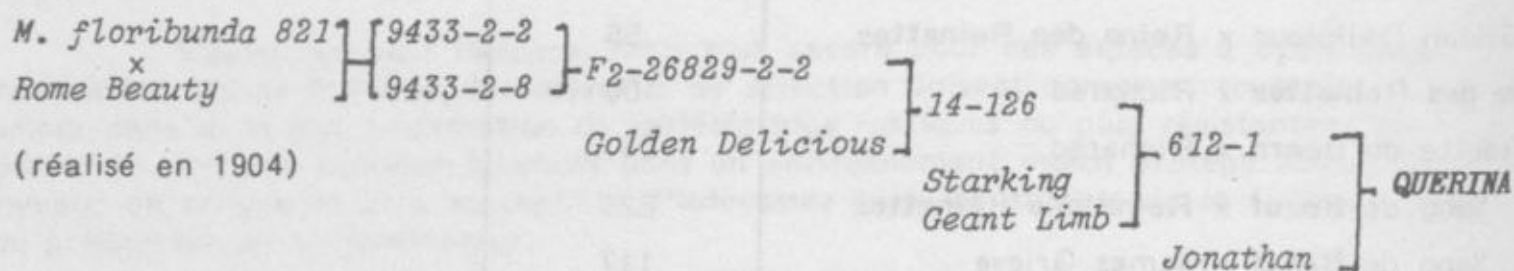 M. floribunda 821
x
Rome Beauty
(réalisé en 1904)
9433-2-2
9433-2-8
F2-26829-2-2
Golden Delicious
14-126
Starking
Geant Limb
612-1
Jonathan
QUERINA